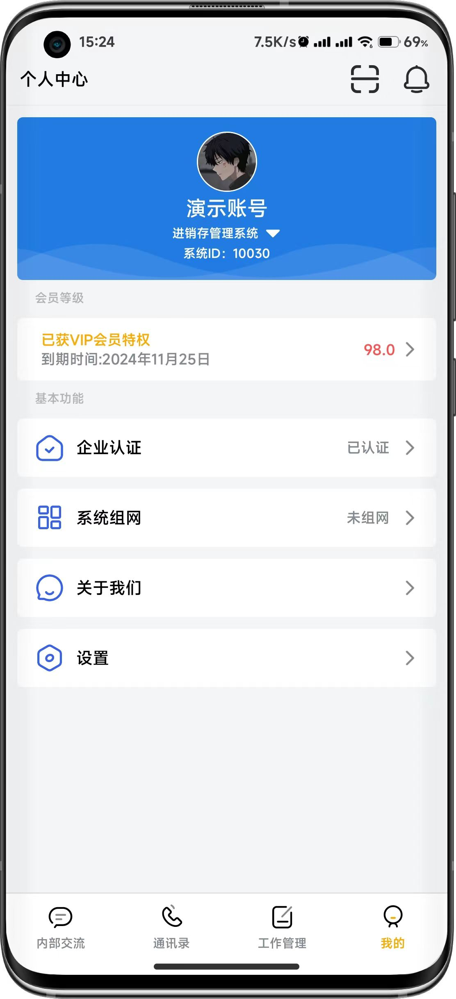 15:24 7.5K/s 69%
个人中心
演示账号
进销存管理系统
系统ID：10030
会员等级
已获VIP会员特权
到期时间:2024年11月25日
98.0
基本功能
企业认证 已认证
系统组网 未组网
关于我们
设置
内部交流 通讯录 工作管理 我的